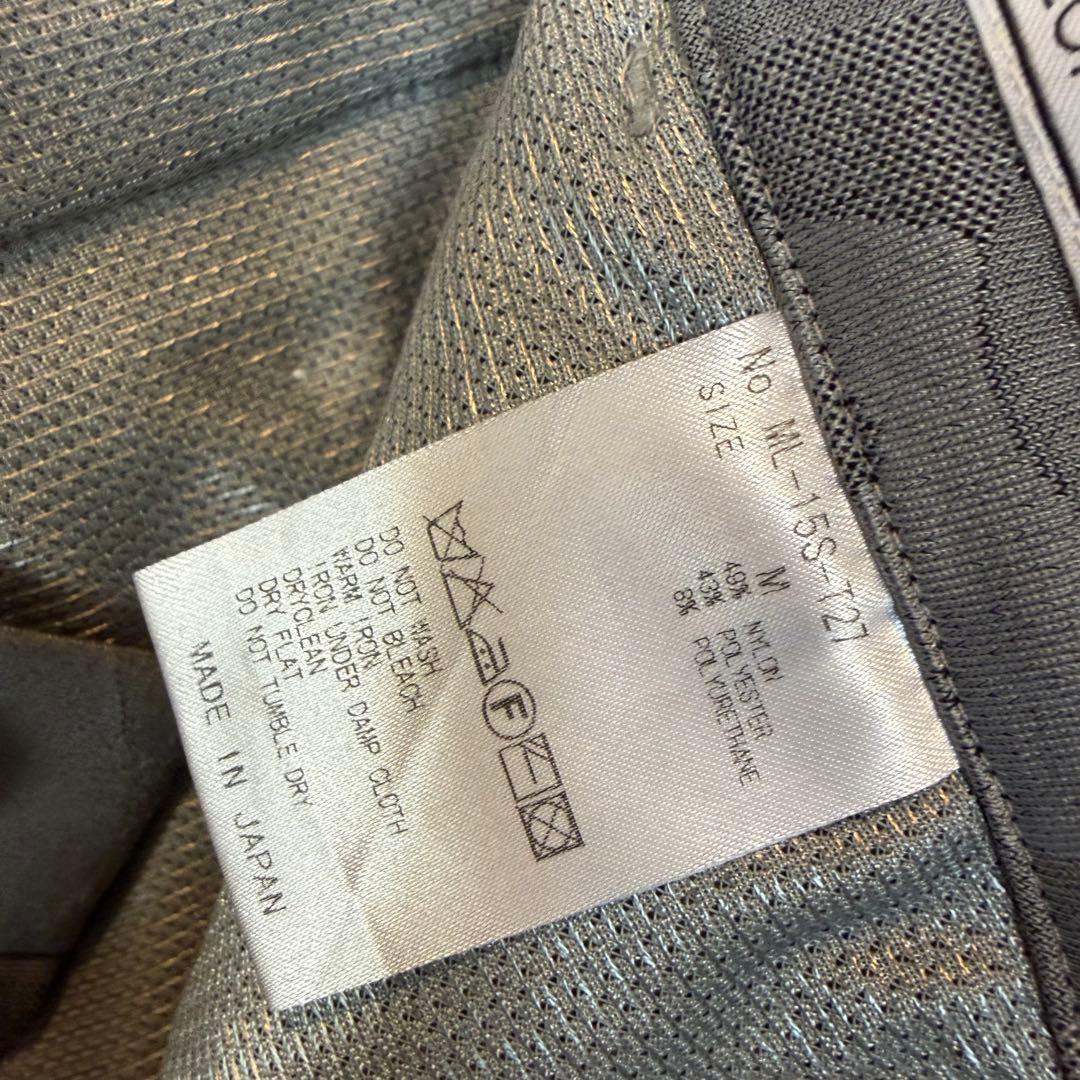 No ML-15S-T27
SIZE M
49% NYLON
43% POLYESTER
8% POLYURETHANE
F
DO NOT WASH
DO NOT BLEACH
WARM IRON
IRON UNDER DAMP CLOTH
DRYCLEAN
DRY FLAT
DO NOT TUMBLE DRY
MADE IN JAPAN